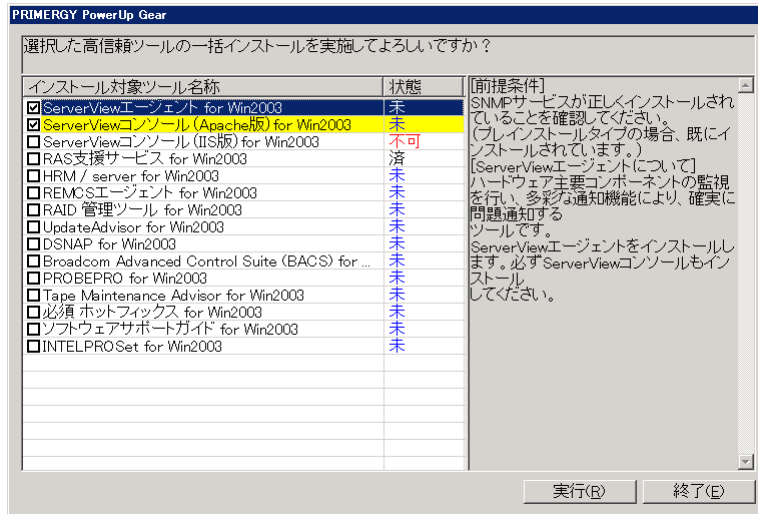 PRIMERGY PowerUp Gear
選択した高信頼ツールの一括インストールを実施してよろしいですか？
インストール対象ツール名称 状態
ServerViewエージェント for Win2003 未
ServerViewコンソール(Apache版) for Win2003 未
ServerViewコンソール(IIS版) for Win2003 不可
RAS支援サービス for Win2003 済
HRM / server for Win2003 未
REMCSエージェント for Win2003 未
RAID 管理ツール for Win2003 未
UpdateAdvisor for Win2003 未
DSNAP for Win2003 未
Broadcom Advanced Control Suite (BACS) for ... 未
PROBEPRO for Win2003 未
Tape Maintenance Advisor for Win2003 未
必須 ホットフィックス for Win2003 未
ソフトウェアサポートガイド for Win2003 未
INTELPROSet for Win2003 未
[前提条件]
SNMPサービスが正しくインストールされ
ていることを確認してください。
(プレインストールタイプの場合、既にイ
ンストールされています。)
[ServerViewエージェントについて]
ハードウェア主要コンポーネントの監視
を行い、多彩な通知機能により、確実に
問題通知する
ツールです。
ServerViewエージェントをインストールし
ます。必ずServerViewコンソールもイン
ストール
してください。
実行(R) 終了(E)